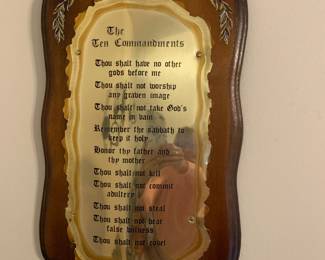 The
Ten Commandments
Thou shalt have no other
gods before me
Thou shalt not worship
any graven image
Thou shalt not take God's
name in vain
Remember the sabbath to
keep it holy
Honor thy father and
thy mother
Thou shalt not kill
Thou shalt not commit
adultery
Thou shalt not steal
Thou shalt not bear
false witness
Thou shalt not covet